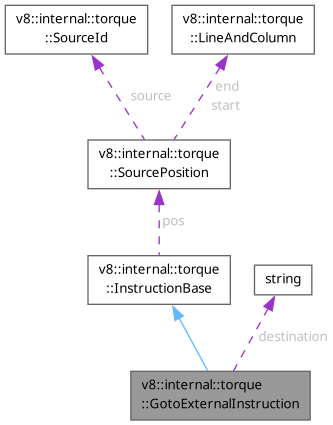 v8::internal::torque
::SourceId
v8::internal::torque
::LineAndColumn
source
end
start
v8::internal::torque
::SourcePosition
pos
v8::internal::torque
::InstructionBase
string
destination
v8::internal::torque
::GotoExternalInstruction